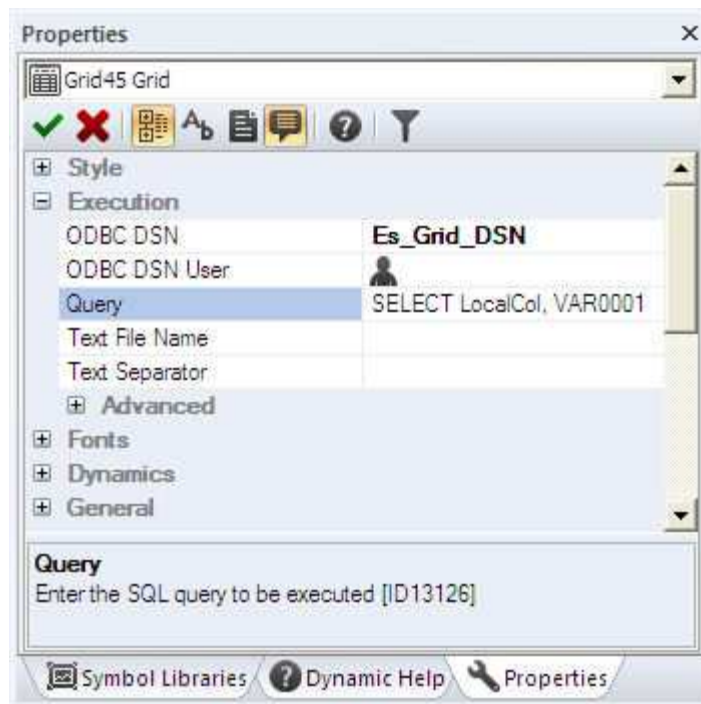 Properties
Grid45 Grid
Style
Execution
ODBC DSN Es_Grid_DSN
ODBC DSN User
Query SELECT LocalCol, VAR0001
Text File Name
Text Separator
Advanced
Fonts
Dynamics
General
Query
Enter the SQL query to be executed [ID13126]
Symbol Libraries Dynamic Help Properties